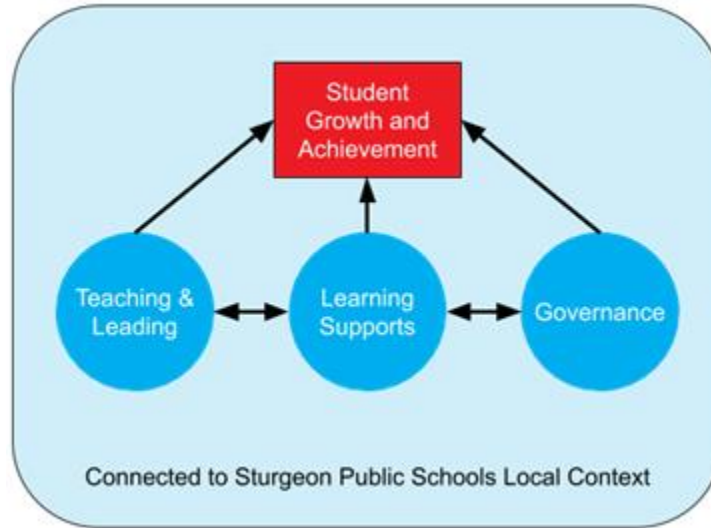 Student
Growth and
Achievement
Teaching &
Leading
Learning
Supports
Governance
Connected to Sturgeon Public Schools Local Context